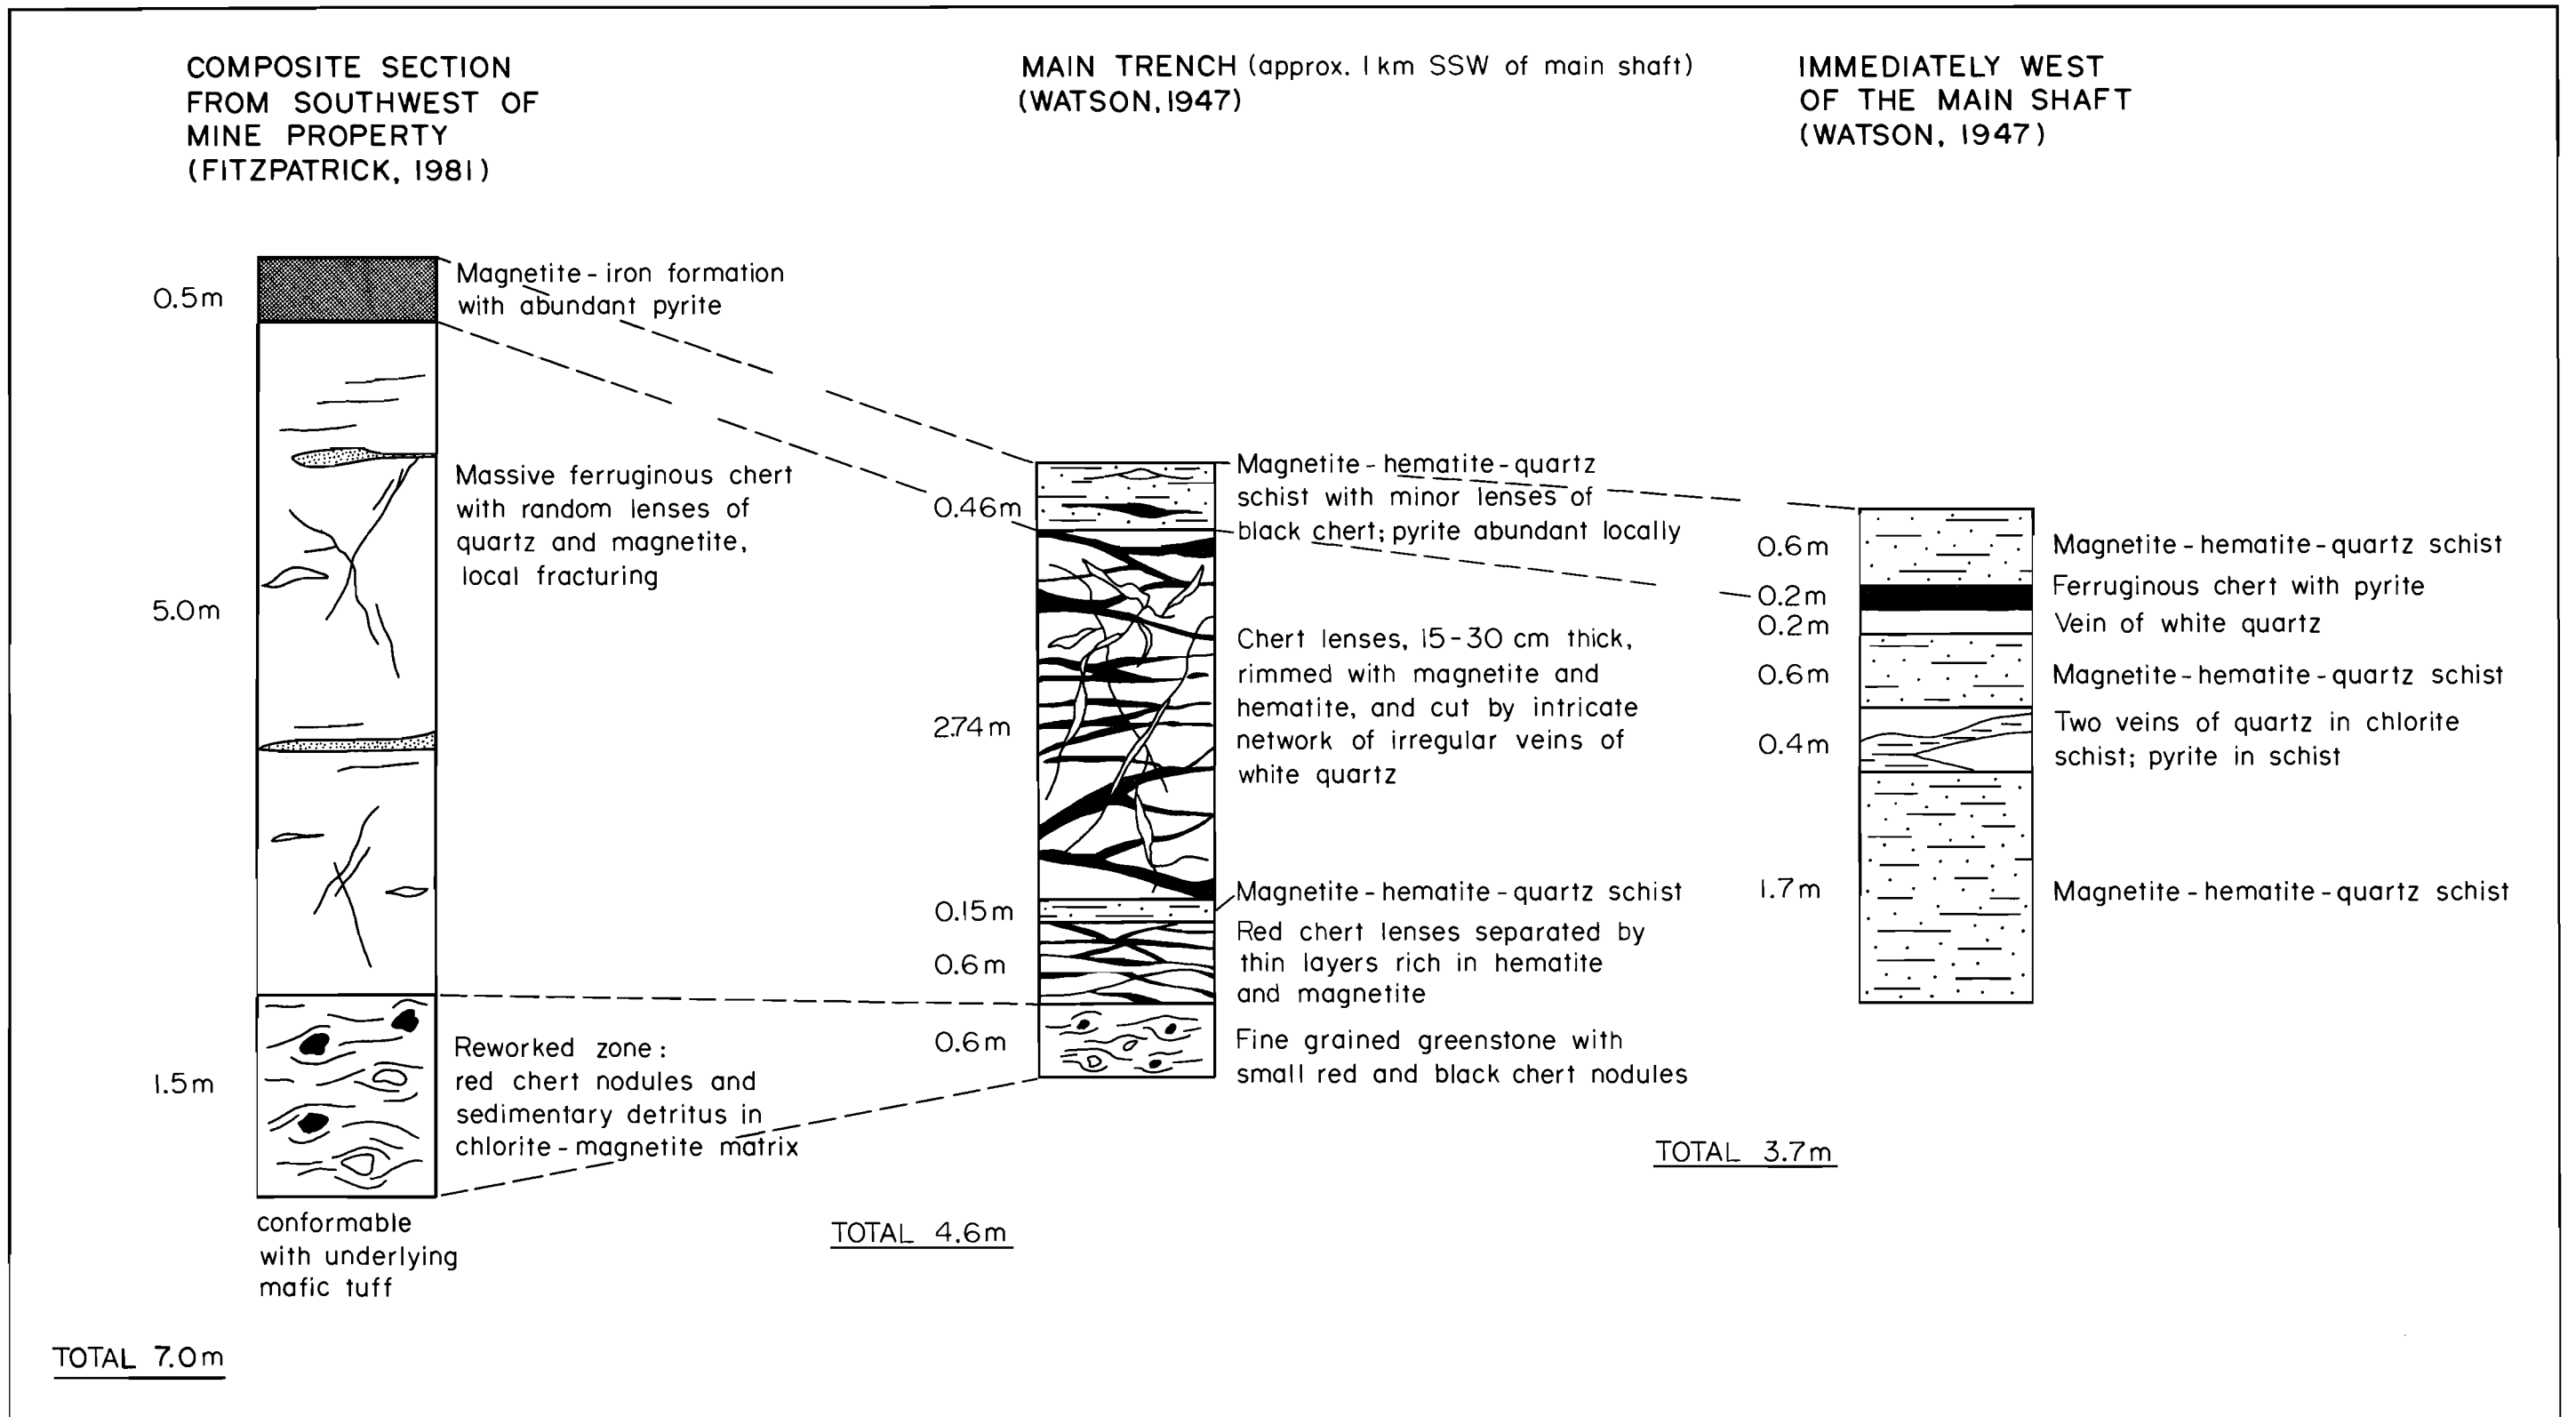 COMPOSITE SECTION
FROM SOUTHWEST OF
MINE PROPERTY
(FITZPATRICK, 1981)
0.5m
Magnetite-iron formation
with abundant pyrite
5.0m
Massive ferruginous chert
with random lenses of
quartz and magnetite,
local fracturing
1.5m
Reworked zone:
red chert nodules and
sedimentary detritus in
chlorite-magnetite matrix
conformable
with underlying
mafic tuff
TOTAL 7.0m
MAIN TRENCH (approx. 1 km SSW of main shaft)
(WATSON, 1947)
0.46m
Magnetite-hematite-quartz
schist with minor lenses of
black chert; pyrite abundant locally
2.74m
Chert lenses, 15-30 cm thick,
rimmed with magnetite and
hematite, and cut by intricate
network of irregular veins of
white quartz
0.15m
Magnetite-hematite-quartz schist
0.6m
Red chert lenses separated by
thin layers rich in hematite
and magnetite
0.6m
Fine grained greenstone with
small red and black chert nodules
TOTAL 4.6m
IMMEDIATELY WEST
OF THE MAIN SHAFT
(WATSON, 1947)
0.6m
Magnetite-hematite-quartz schist
0.2m
Ferruginous chert with pyrite
0.2m
Vein of white quartz
0.6m
Magnetite-hematite-quartz schist
0.4m
Two veins of quartz in chlorite
schist; pyrite in schist
1.7m
Magnetite-hematite-quartz schist
TOTAL 3.7m